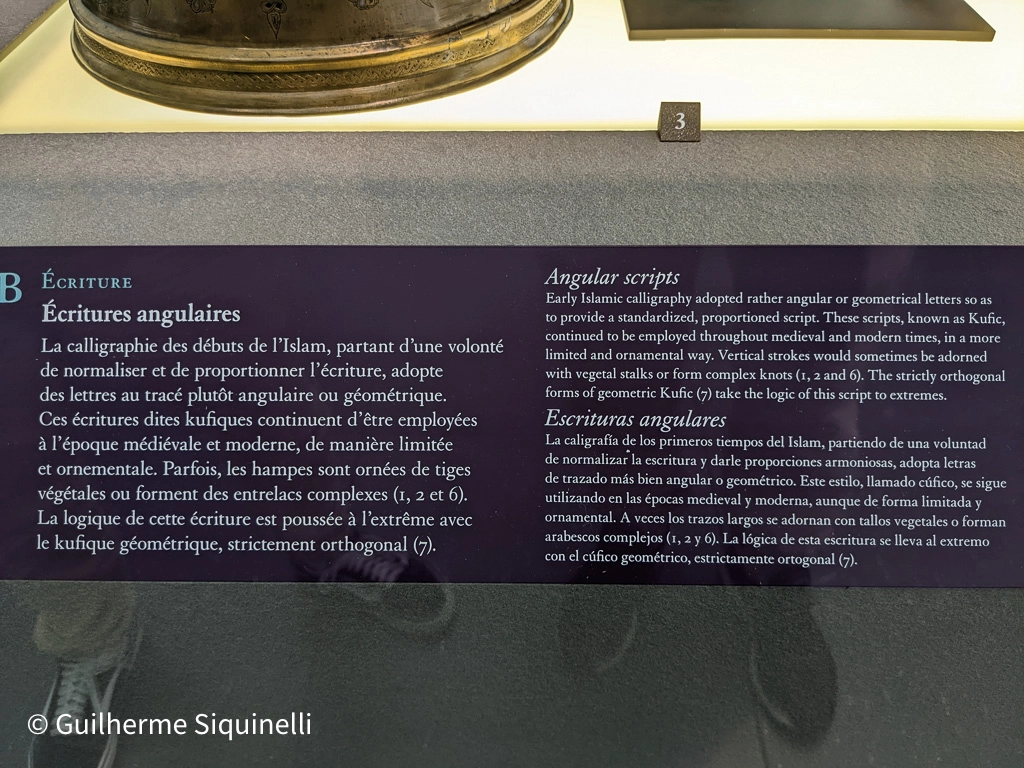 3
B
ÉCRITURE
Écritures angulaires
La calligraphie des débuts de l'Islam, partant d'une volonté
de normaliser et de proportionner l'écriture, adopte
des lettres au tracé plutôt angulaire ou géométrique.
Ces écritures dites kufiques continuent d'être employées
à l'époque médiévale et moderne, de manière limitée
et ornementale. Parfois, les hampes sont ornées de tiges
végétales ou forment des entrelacs complexes (1, 2 et 6).
La logique de cette écriture est poussée à l'extrême avec
le kufique géométrique, strictement orthogonal (7).
Angular scripts
Early Islamic calligraphy adopted rather angular or geometrical letters so as
to provide a standardized, proportioned script. These scripts, known as Kufic,
continued to be employed throughout medieval and modern times, in a more
limited and ornamental way. Vertical strokes would sometimes be adorned
with vegetal stalks or form complex knots (1, 2 and 6). The strictly orthogonal
forms of geometric Kufic (7) take the logic of this script to extremes.
Escrituras angulares
La caligrafía de los primeros tiempos del Islam, partiendo de una voluntad
de normalizar la escritura y darle proporciones armoniosas, adopta letras
de trazado más bien angular o geométrico. Este estilo, llamado cúfico, se sigue
utilizando en las épocas medieval y moderna, aunque de forma limitada y
ornamental. A veces los trazos largos se adornan con tallos vegetales o forman
arabescos complejos (1, 2 y 6). La lógica de esta escritura se lleva al extremo
con el cúfico geométrico, estrictamente ortogonal (7).
© Guilherme Siquinelli